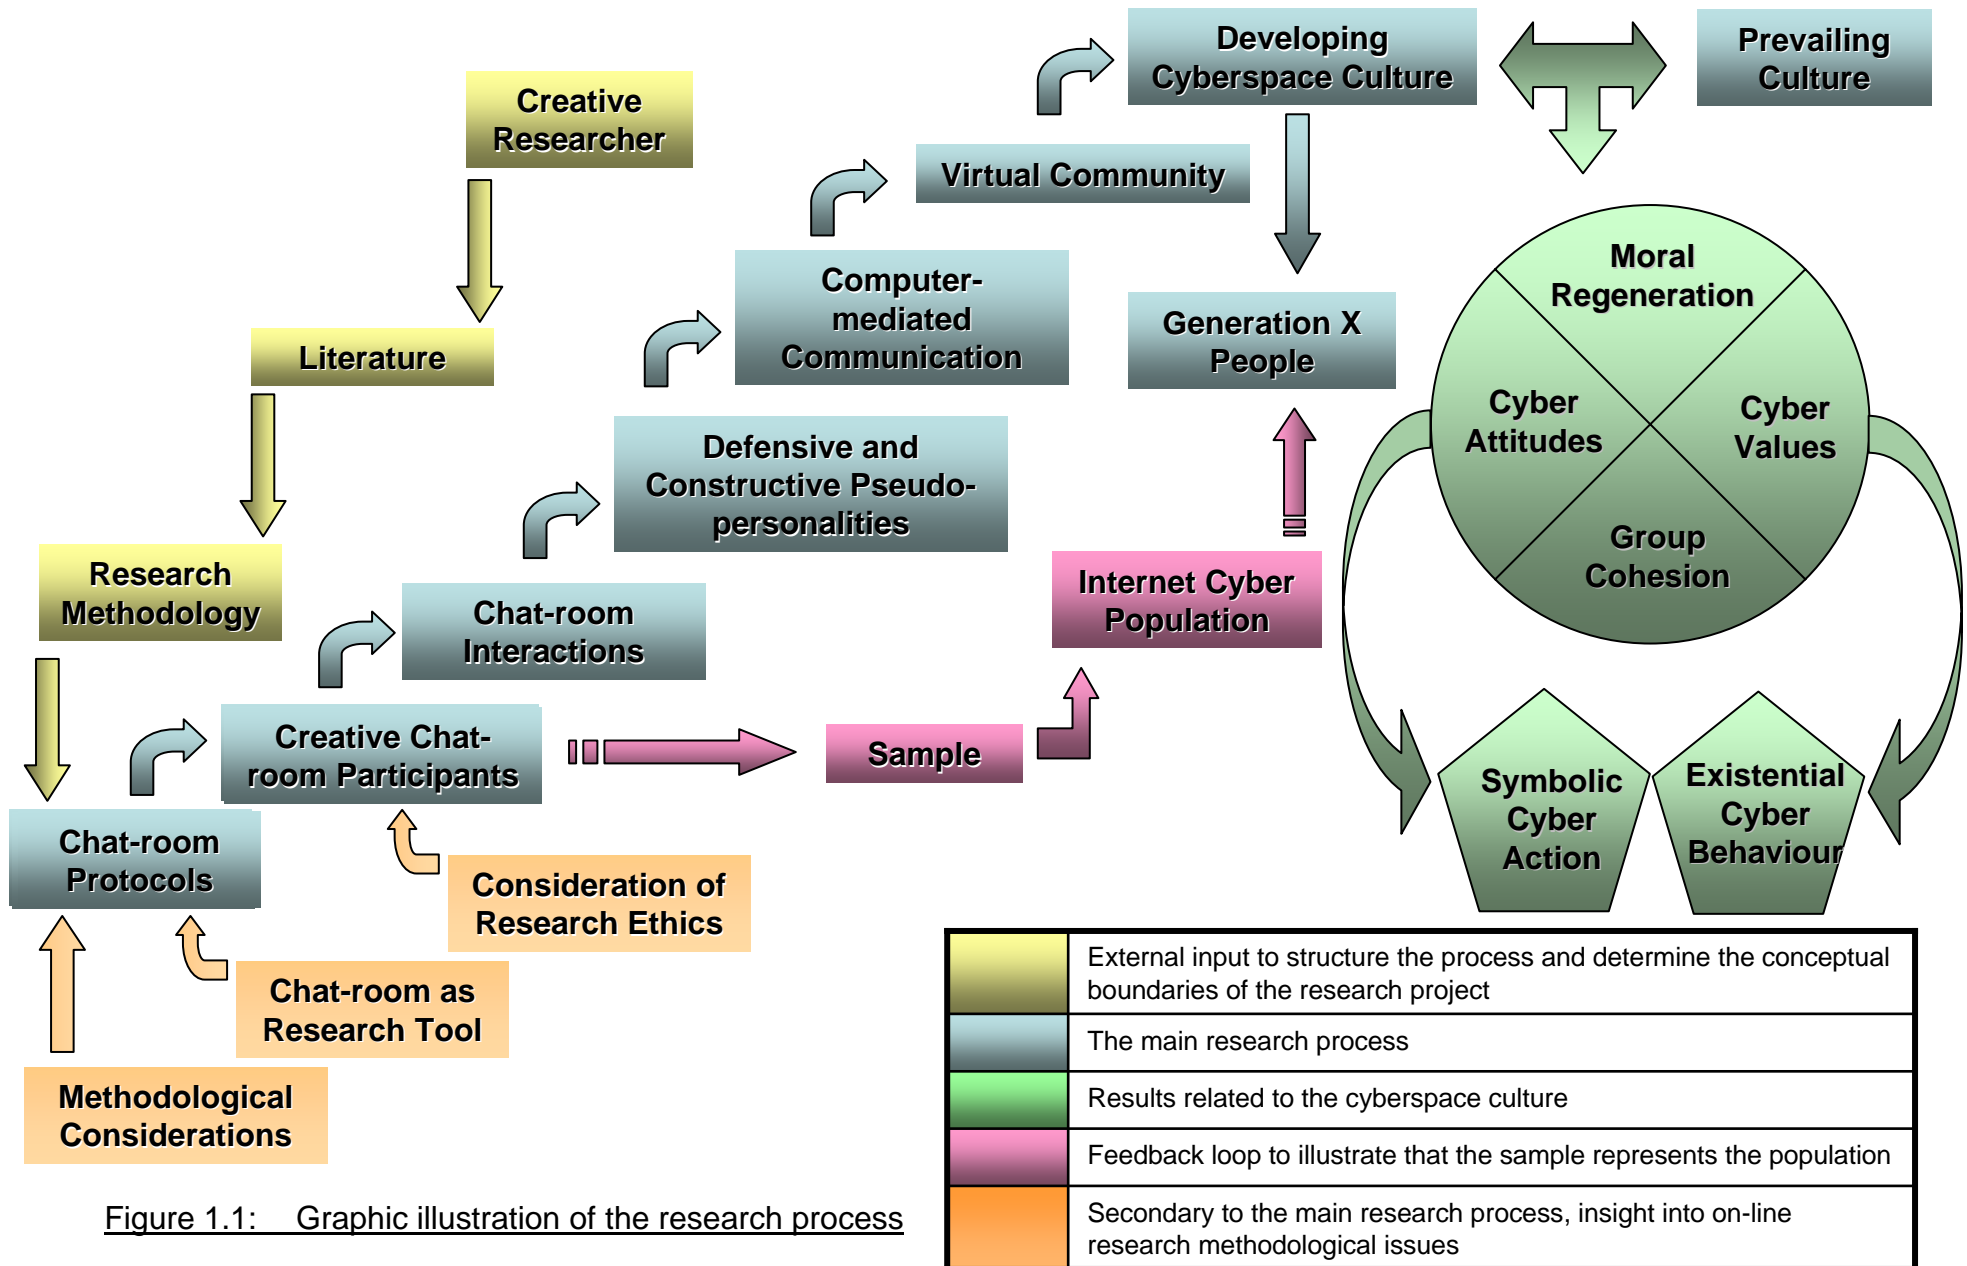 Developing
Cyberspace Culture
Prevailing
Culture
Creative
Researcher
Virtual Community
Moral
Regeneration
Computer-
mediated
Communication
Generation X
People
Literature
Cyber
Attitudes
Cyber
Values
Defensive and
Constructive Pseudo-
personalities
Group
Cohesion
Research
Methodology
Internet Cyber
Population
Chat-room
Interactions
Creative Chat-
room Participants
Sample
Symbolic
Cyber
Action
Existential
Cyber
Behaviour
Chat-room
Protocols
Consideration of
Research Ethics
Chat-room as
Research Tool
Methodological
Considerations
External input to structure the process and determine the conceptual
boundaries of the research project
The main research process
Results related to the cyberspace culture
Feedback loop to illustrate that the sample represents the population
Secondary to the main research process, insight into on-line
research methodological issues
Figure 1.1: Graphic illustration of the research process